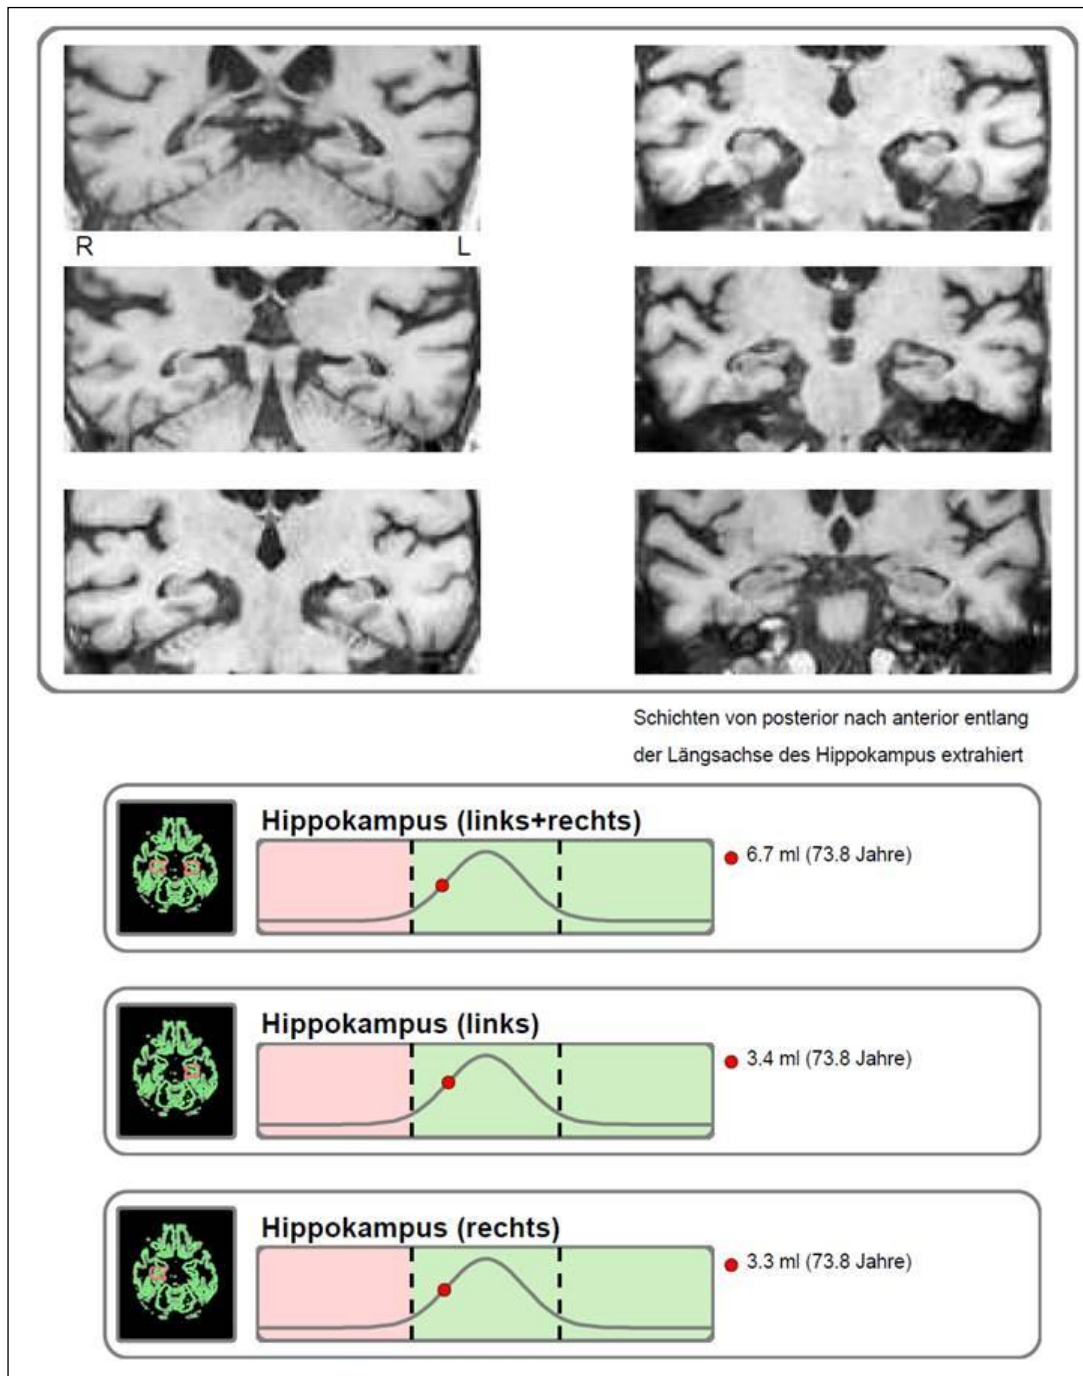 R
L
Schichten von posterior nach anterior entlang
der Längsachse des Hippokampus extrahiert
Hippokampus (links+rechts)
6.7 ml (73.8 Jahre)
Hippokampus (links)
3.4 ml (73.8 Jahre)
Hippokampus (rechts)
3.3 ml (73.8 Jahre)